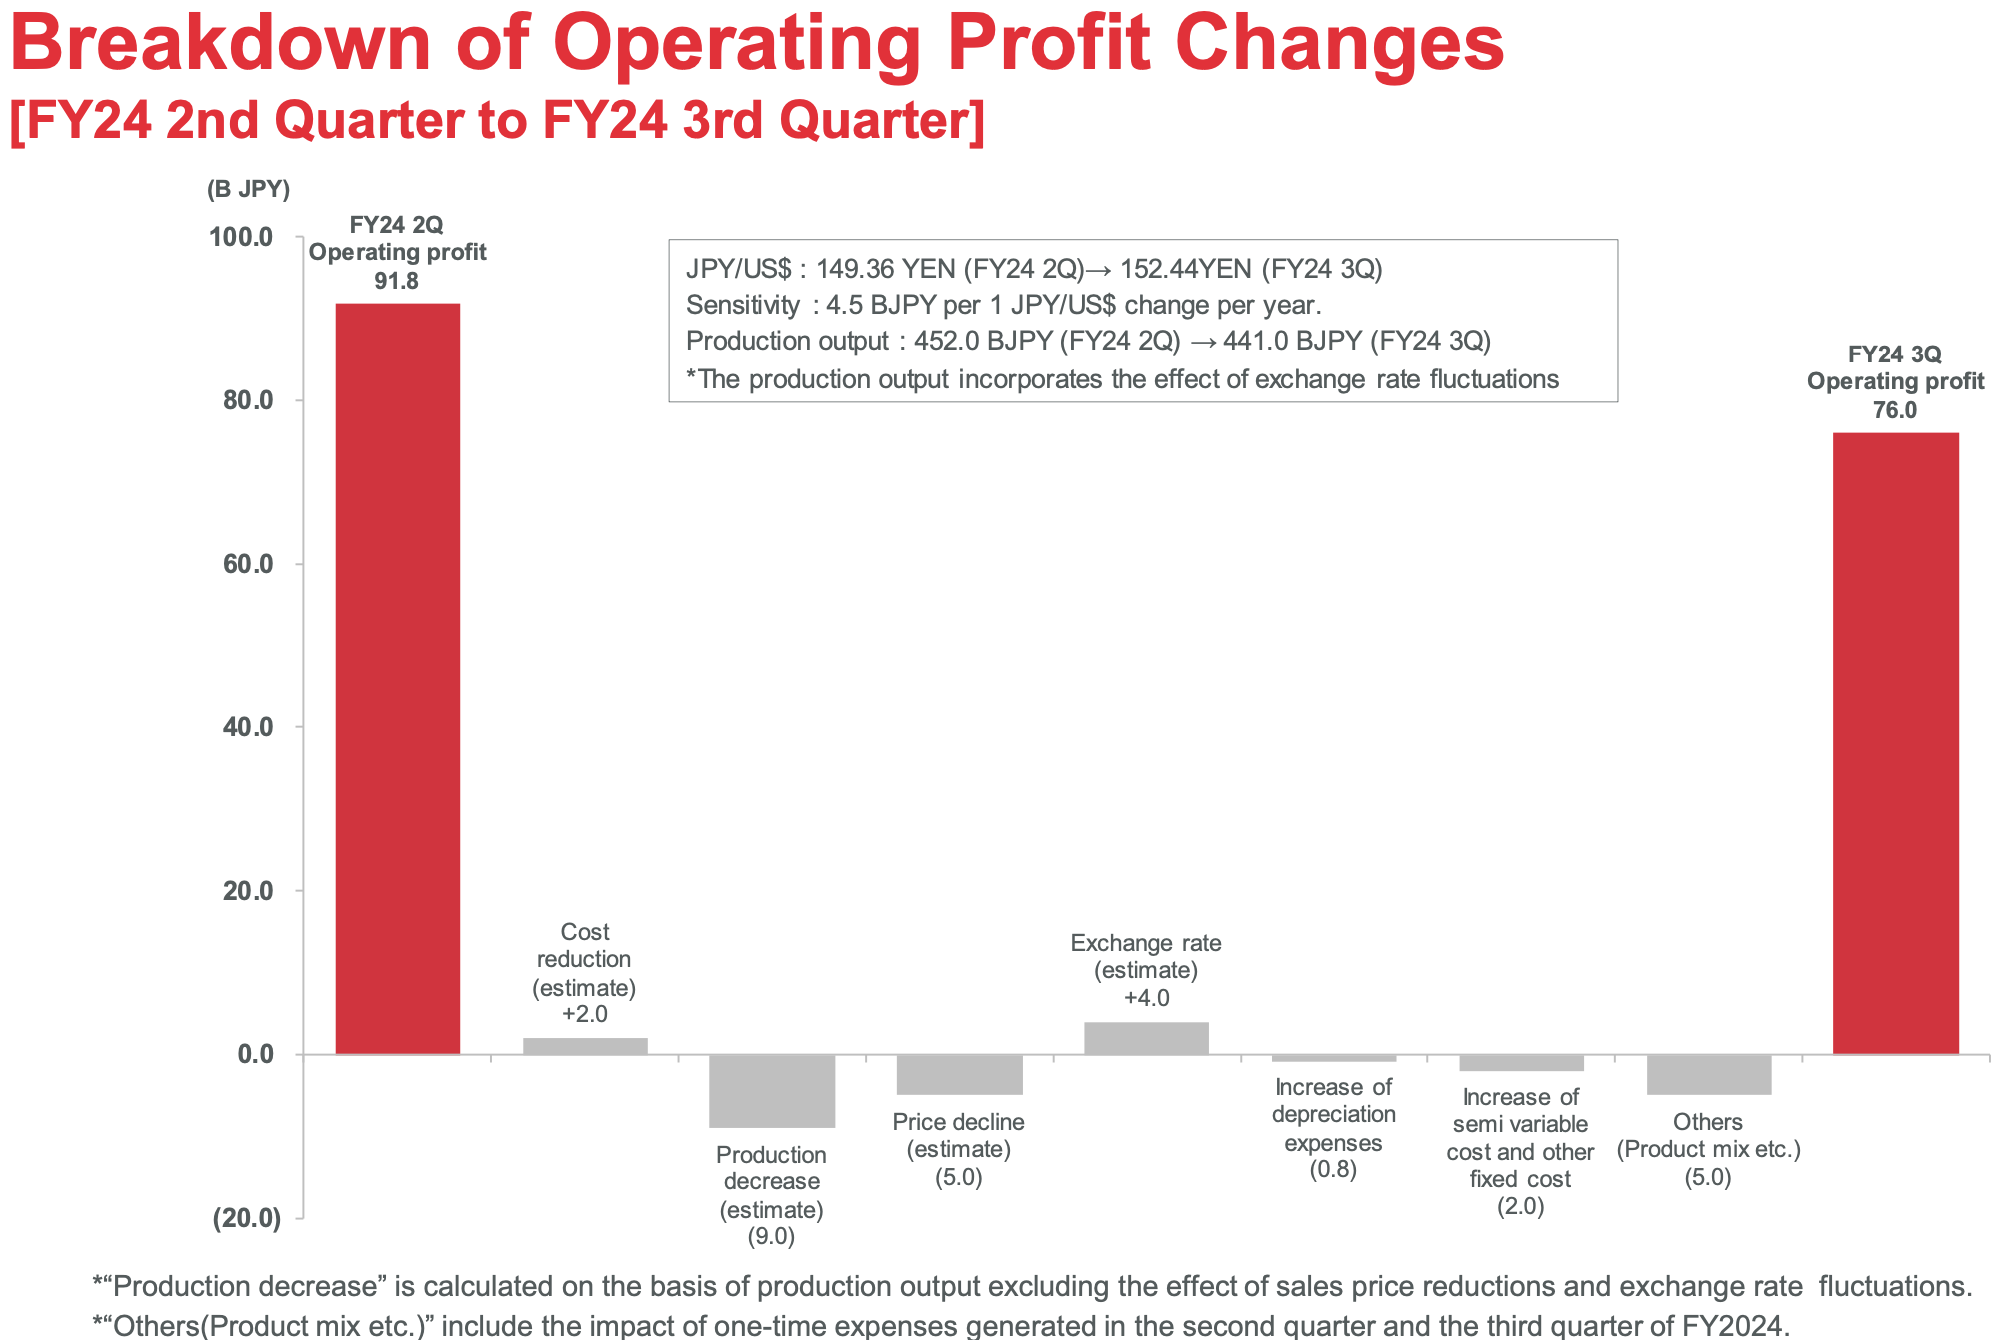 Breakdown of Operating Profit Changes
[FY24 2nd Quarter to FY24 3rd Quarter]
(B JPY)
100.0
80.0
60.0
40.0
20.0
0.0
(20.0)
FY24 2Q
Operating profit
91.8
JPY/US$ : 149.36 YEN (FY24 2Q)→ 152.44YEN (FY24 3Q)
Sensitivity : 4.5 BJPY per 1 JPY/US$ change per year.
Production output : 452.0 BJPY (FY24 2Q) → 441.0 BJPY (FY24 3Q)
*The production output incorporates the effect of exchange rate fluctuations
FY24 3Q
Operating profit
76.0
Cost
reduction
(estimate)
+2.0
Production
decrease
(estimate)
(9.0)
Price decline
(estimate)
(5.0)
Exchange rate
(estimate)
+4.0
Increase of
depreciation
expenses
(0.8)
Increase of
semi variable
cost and other
fixed cost
(2.0)
Others
(Product mix etc.)
(5.0)
*“Production decrease” is calculated on the basis of production output excluding the effect of sales price reductions and exchange rate fluctuations.
*“Others(Product mix etc.)” include the impact of one-time expenses generated in the second quarter and the third quarter of FY2024.